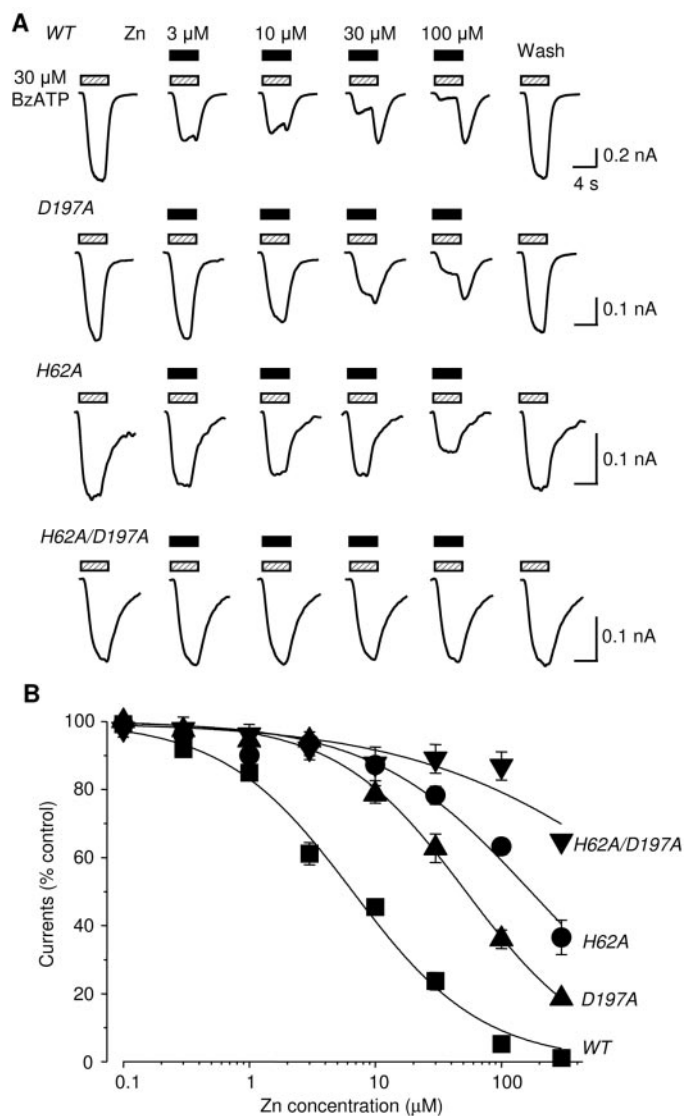 A
WT Zn 3 µM 10 µM 30 µM 100 µM Wash
30 µM
BzATP
0.2 nA
4 s
D197A
0.1 nA
H62A
0.1 nA
H62A/D197A
0.1 nA
B
100
80
60
40
20
0
Currents (% control)
H62A/D197A
H62A
D197A
WT
0.1 1 10 100
Zn concentration (µM)